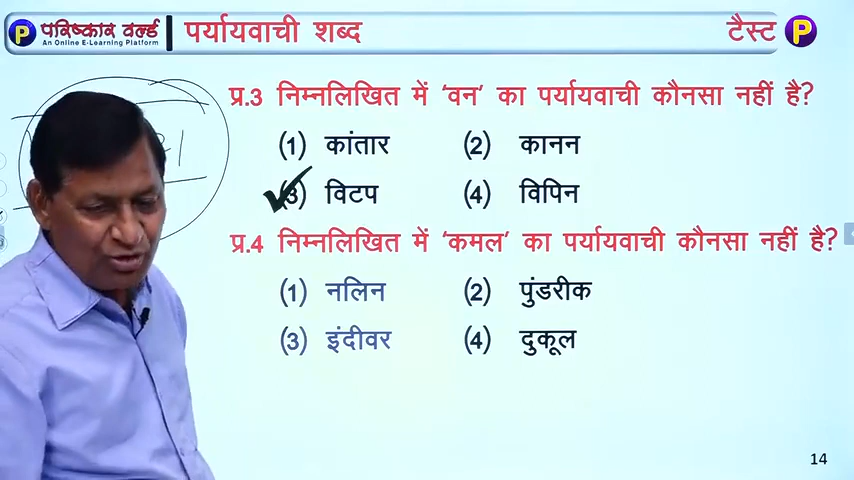 परिष्कार वर्ल्ड
An Online E-Learning Platform
पर्यायवाची शब्द
टैस्ट
P
प्र.3 निम्नलिखित में ‘वन’ का पर्यायवाची कौनसा नहीं है?
(1) कांतार (2) कानन
(3) विटप (4) विपिन
प्र.4 निम्नलिखित में ‘कमल’ का पर्यायवाची कौनसा नहीं है?
(1) नलिन (2) पुंडरीक
(3) इंदीवर (4) दुकूल
14